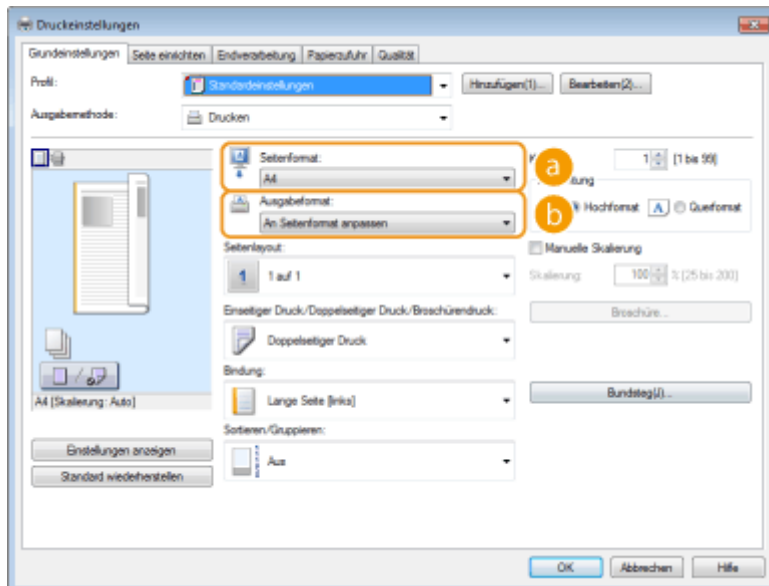 Druckeinstellungen
Grundeinstellungen Seite einrichten Endverarbeitung Papierzufuhr Qualität
Profil: Standardeinstellungen Hinzufügen(1)... Bearbeiten(2)...
Ausgabemethode: Drucken
Seitenformat: a 1 [1 bis 99]
A4
Ausgabeformat: b Hochformat A Querformat
An Seitenformat anpassen
Seitenlayout: Manuelle Skalierung
1 1 auf 1 Skalierung: 100 % [25 bis 200]
Einseitiger Druck/Doppelseitiger Druck/Broschürendruck: Broschüre...
Doppelseitiger Druck
Bindung:
A4 [Skalierung: Auto] Lange Seite [links] Bundsteg(J)...
Sortieren/Gruppieren:
Einstellungen anzeigen Aus
Standard wiederherstellen
OK Abbrechen Hilfe